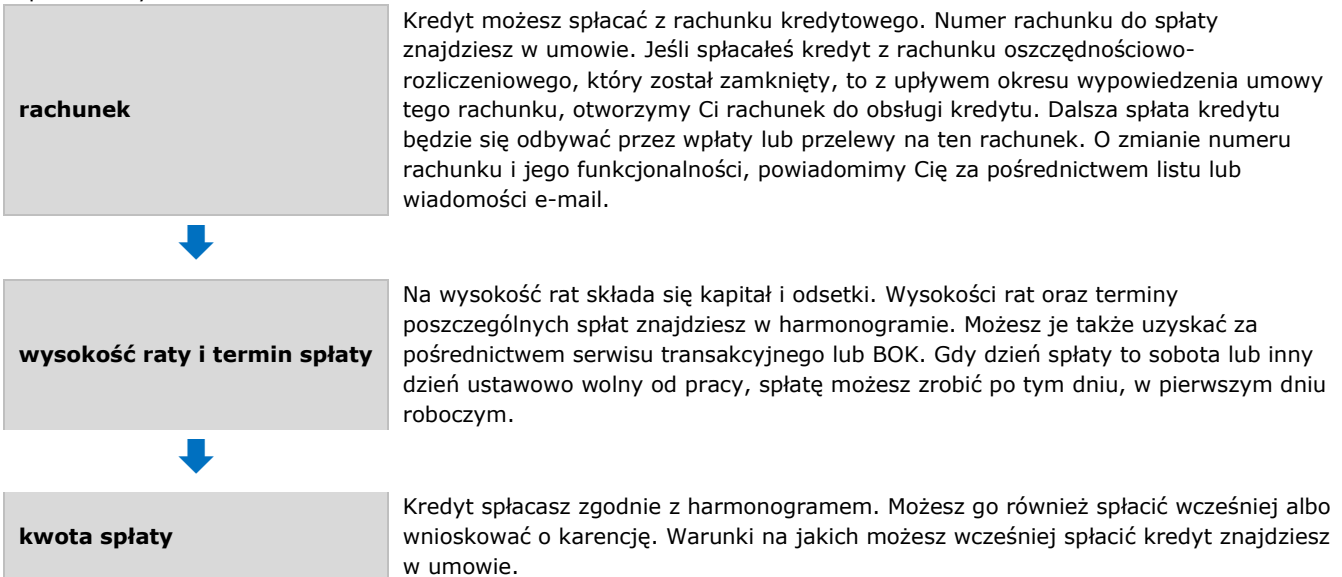 Kredyt możesz spłacać z rachunku kredytowego. Numer rachunku do spłaty
znajdziesz w umowie. Jeśli spłacałeś kredyt z rachunku oszczędnościowo-
rozliczeniowego, który został zamknięty, to z upływem okresu wypowiedzenia umowy
rachunek
tego rachunku, otworzymy Ci rachunek do obsługi kredytu. Dalsza spłata kredytu
będzie się odbywać przez wpłaty lub przelewy na ten rachunek. O zmianie numeru
rachunku i jego funkcjonalności, powiadomimy Cię za pośrednictwem listu lub
wiadomości e-mail.
Na wysokość rat składa się kapitał i odsetki. Wysokości rat oraz terminy
poszczególnych spłat znajdziesz w harmonogramie. Możesz je także uzyskać za
wysokość raty i termin spłaty
pośrednictwem serwisu transakcyjnego lub BOK. Gdy dzień spłaty to sobota lub inny
dzień ustawowo wolny od pracy, spłatę możesz zrobić po tym dniu, w pierwszym dniu
roboczym.
Kredyt spłacasz zgodnie z harmonogramem. Możesz go również spłacić wcześniej albo
kwota spłaty
wnioskować o karencję. Warunki na jakich możesz wcześniej spłacić kredyt znajdziesz
w umowie.